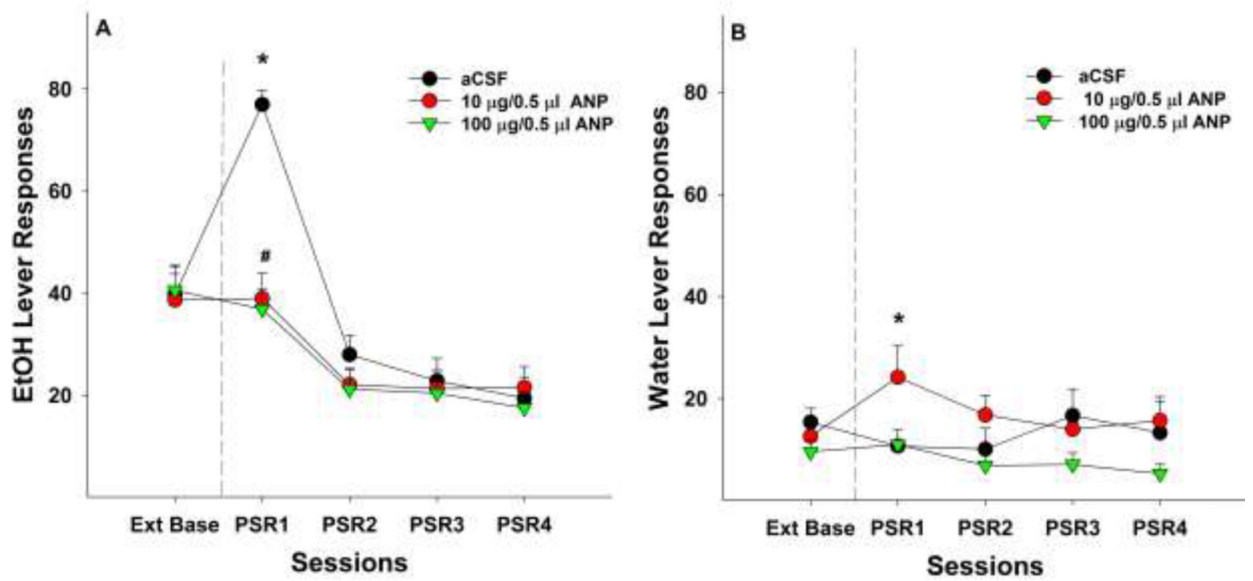 A
EtOH Lever Responses
80
60
40
20
*
#
aCSF
10 µg/0.5 µl ANP
100 µg/0.5 µl ANP
Ext Base PSR1 PSR2 PSR3 PSR4
Sessions
B
Water Lever Responses
80
60
40
20
*
aCSF
10 µg/0.5 µl ANP
100 µg/0.5 µl ANP
Ext Base PSR1 PSR2 PSR3 PSR4
Sessions